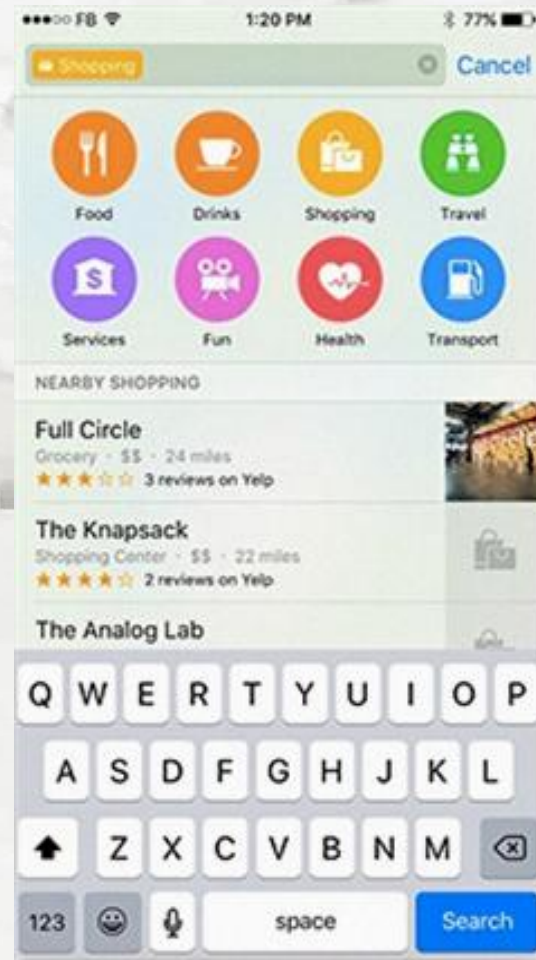 FB 1:20 PM 77%
Shopping Cancel
Food Drinks Shopping Travel
Services Fun Health Transport
NEARBY SHOPPING
Full Circle
Grocery · $$ · 24 miles
3 reviews on Yelp
The Knapsack
Shopping Center · $$ · 22 miles
2 reviews on Yelp
The Analog Lab
Q W E R T Y U I O P
A S D F G H J K L
Z X C V B N M
123 space Search